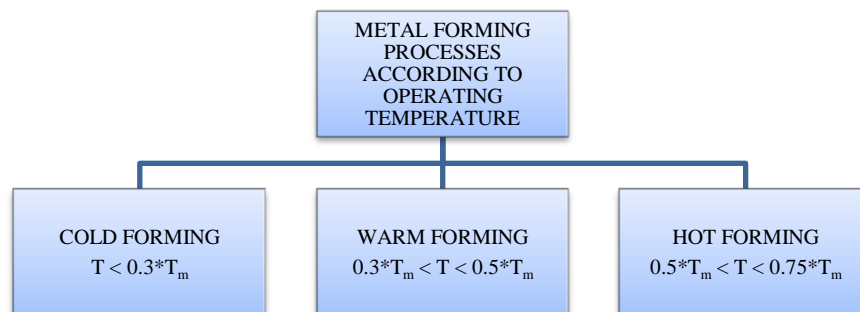 METAL FORMING
PROCESSES
ACCORDING TO
OPERATING
TEMPERATURE
COLD FORMING
T < 0.3*Tₘ
WARM FORMING
0.3*Tₘ < T < 0.5*Tₘ
HOT FORMING
0.5*Tₘ < T < 0.75*Tₘ